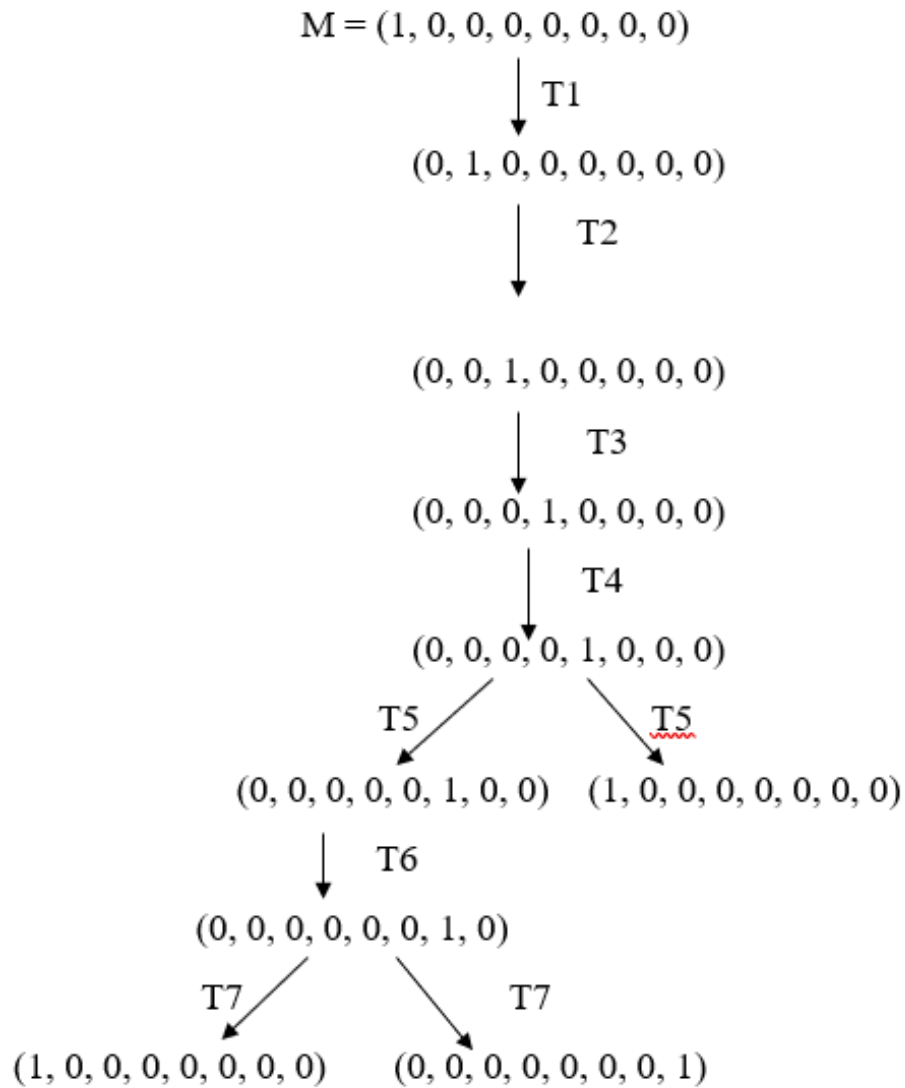 M = (1, 0, 0, 0, 0, 0, 0, 0)
T1
(0, 1, 0, 0, 0, 0, 0, 0)
T2
(0, 0, 1, 0, 0, 0, 0, 0)
T3
(0, 0, 0, 1, 0, 0, 0, 0)
T4
(0, 0, 0, 0, 1, 0, 0, 0)
T5 T5
(0, 0, 0, 0, 0, 1, 0, 0) (1, 0, 0, 0, 0, 0, 0, 0)
T6
(0, 0, 0, 0, 0, 0, 1, 0)
T7 T7
(1, 0, 0, 0, 0, 0, 0, 0) (0, 0, 0, 0, 0, 0, 0, 1)